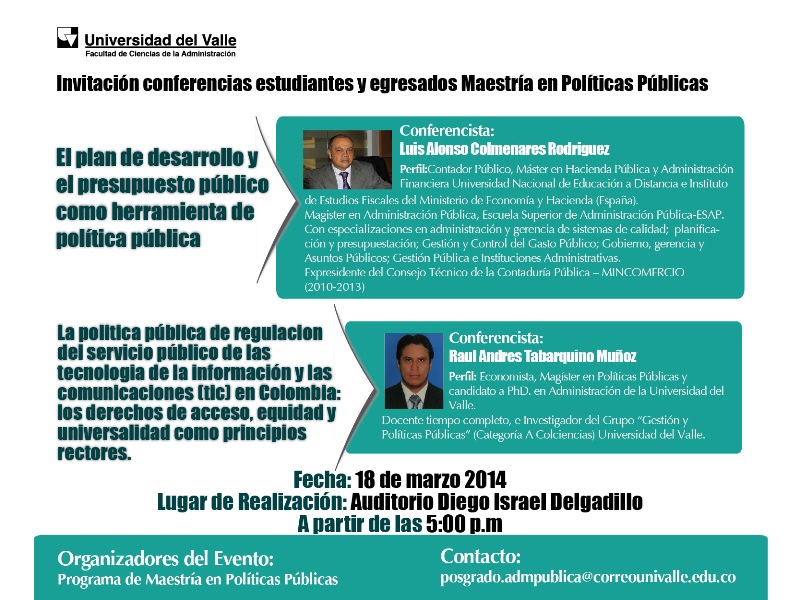 Universidad del Valle
Facultad de Ciencias de la Administración
Invitación conferencias estudiantes y egresados Maestría en Políticas Públicas
El plan de desarrollo y
el presupuesto público
como herramienta de
política pública
Conferencista:
Luis Alonso Colmenares Rodriguez
Perfil:Contador Público, Máster en Hacienda Pública y Administración
Financiera Universidad Nacional de Educación a Distancia e Instituto
de Estudios Fiscales del Ministerio de Economía y Hacienda (España).
Magister en Administración Pública, Escuela Superior de Administración Pública-ESAP.
Con especializaciones en administración y gerencia de sistemas de calidad; planifica-
ción y presupuestación; Gestión y Control del Gasto Público; Gobierno, gerencia y
Asuntos Públicos; Gestión Pública e Instituciones Administrativas.
Expresidente del Consejo Técnico de la Contaduría Pública – MINCOMERCIO
(2010-2013)
La politica pública de regulacion
del servicio público de las
tecnologia de la información y las
comunicaciones (tic) en Colombia:
los derechos de acceso, equidad y
universalidad como principios
rectores.
Conferencista:
Raul Andres Tabarquino Muñoz
Perfil: Economista, Magíster en Políticas Públicas y
candidato a PhD. en Administración de la Universidad del
Valle.
Docente tiempo completo, e Investigador del Grupo “Gestión y
Políticas Públicas” (Categoría A Colciencias) Universidad del Valle.
Fecha: 18 de marzo 2014
Lugar de Realización: Auditorio Diego Israel Delgadillo
A partir de las 5:00 p.m
Organizadores del Evento:
Programa de Maestría en Políticas Públicas
Contacto:
posgrado.admpublica@correounivalle.edu.co